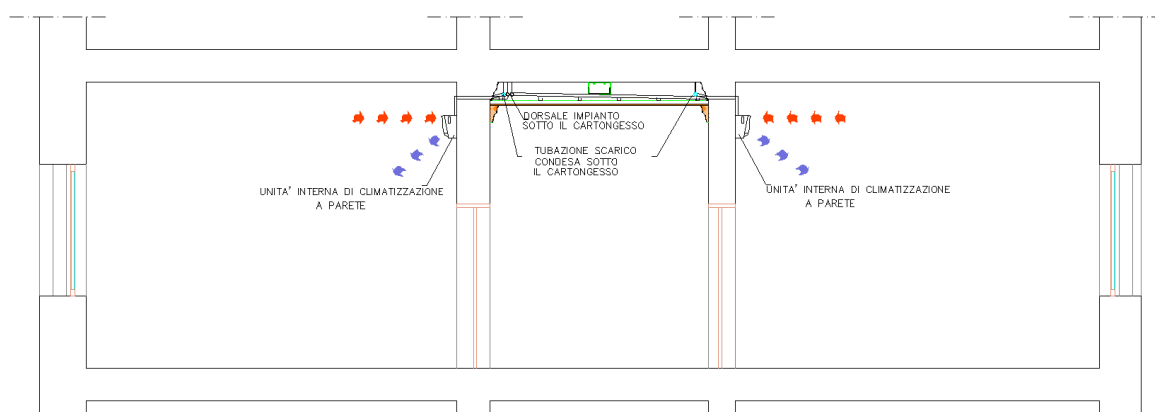 DORSALE IMPIANTO
SOTTO IL CARTONGESSO
TUBAZIONE SCARICO
CONDESA SOTTO
IL CARTONGESSO
UNITA' INTERNA DI CLIMATIZZAZIONE
A PARETE
UNITA' INTERNA DI CLIMATIZZAZIONE
A PARETE